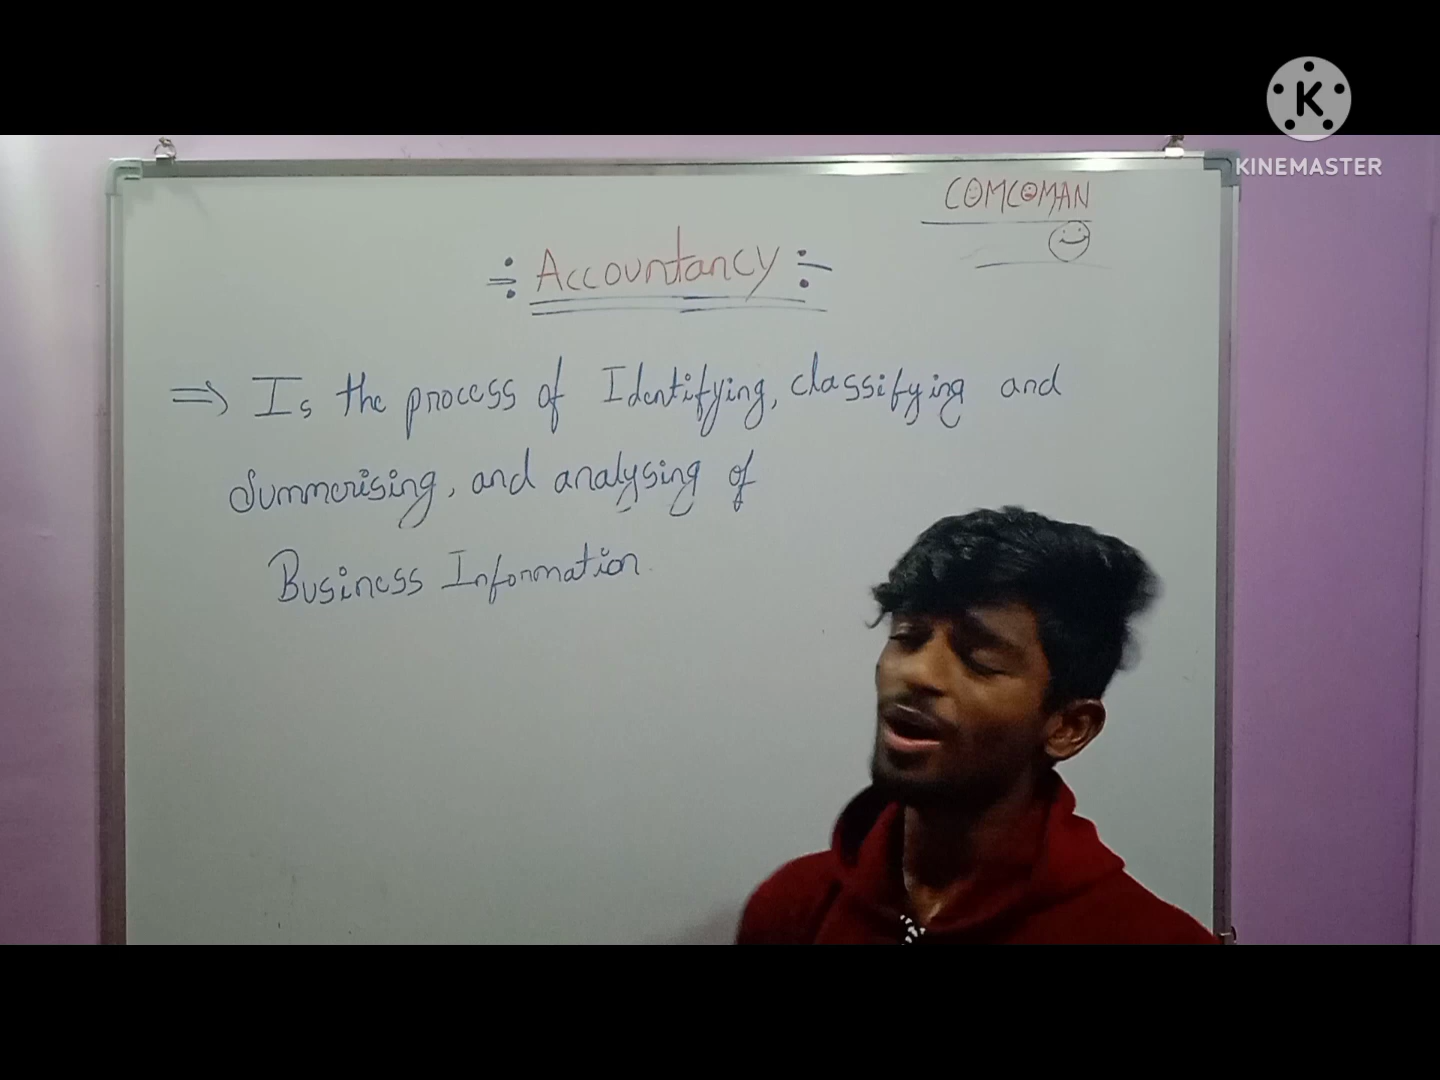 K
KINEMASTER
COMCOMAN
÷ Accountancy ÷
⇒ Is the process of Identifying, classifying and
Summerising, and analysing of
Business Information.